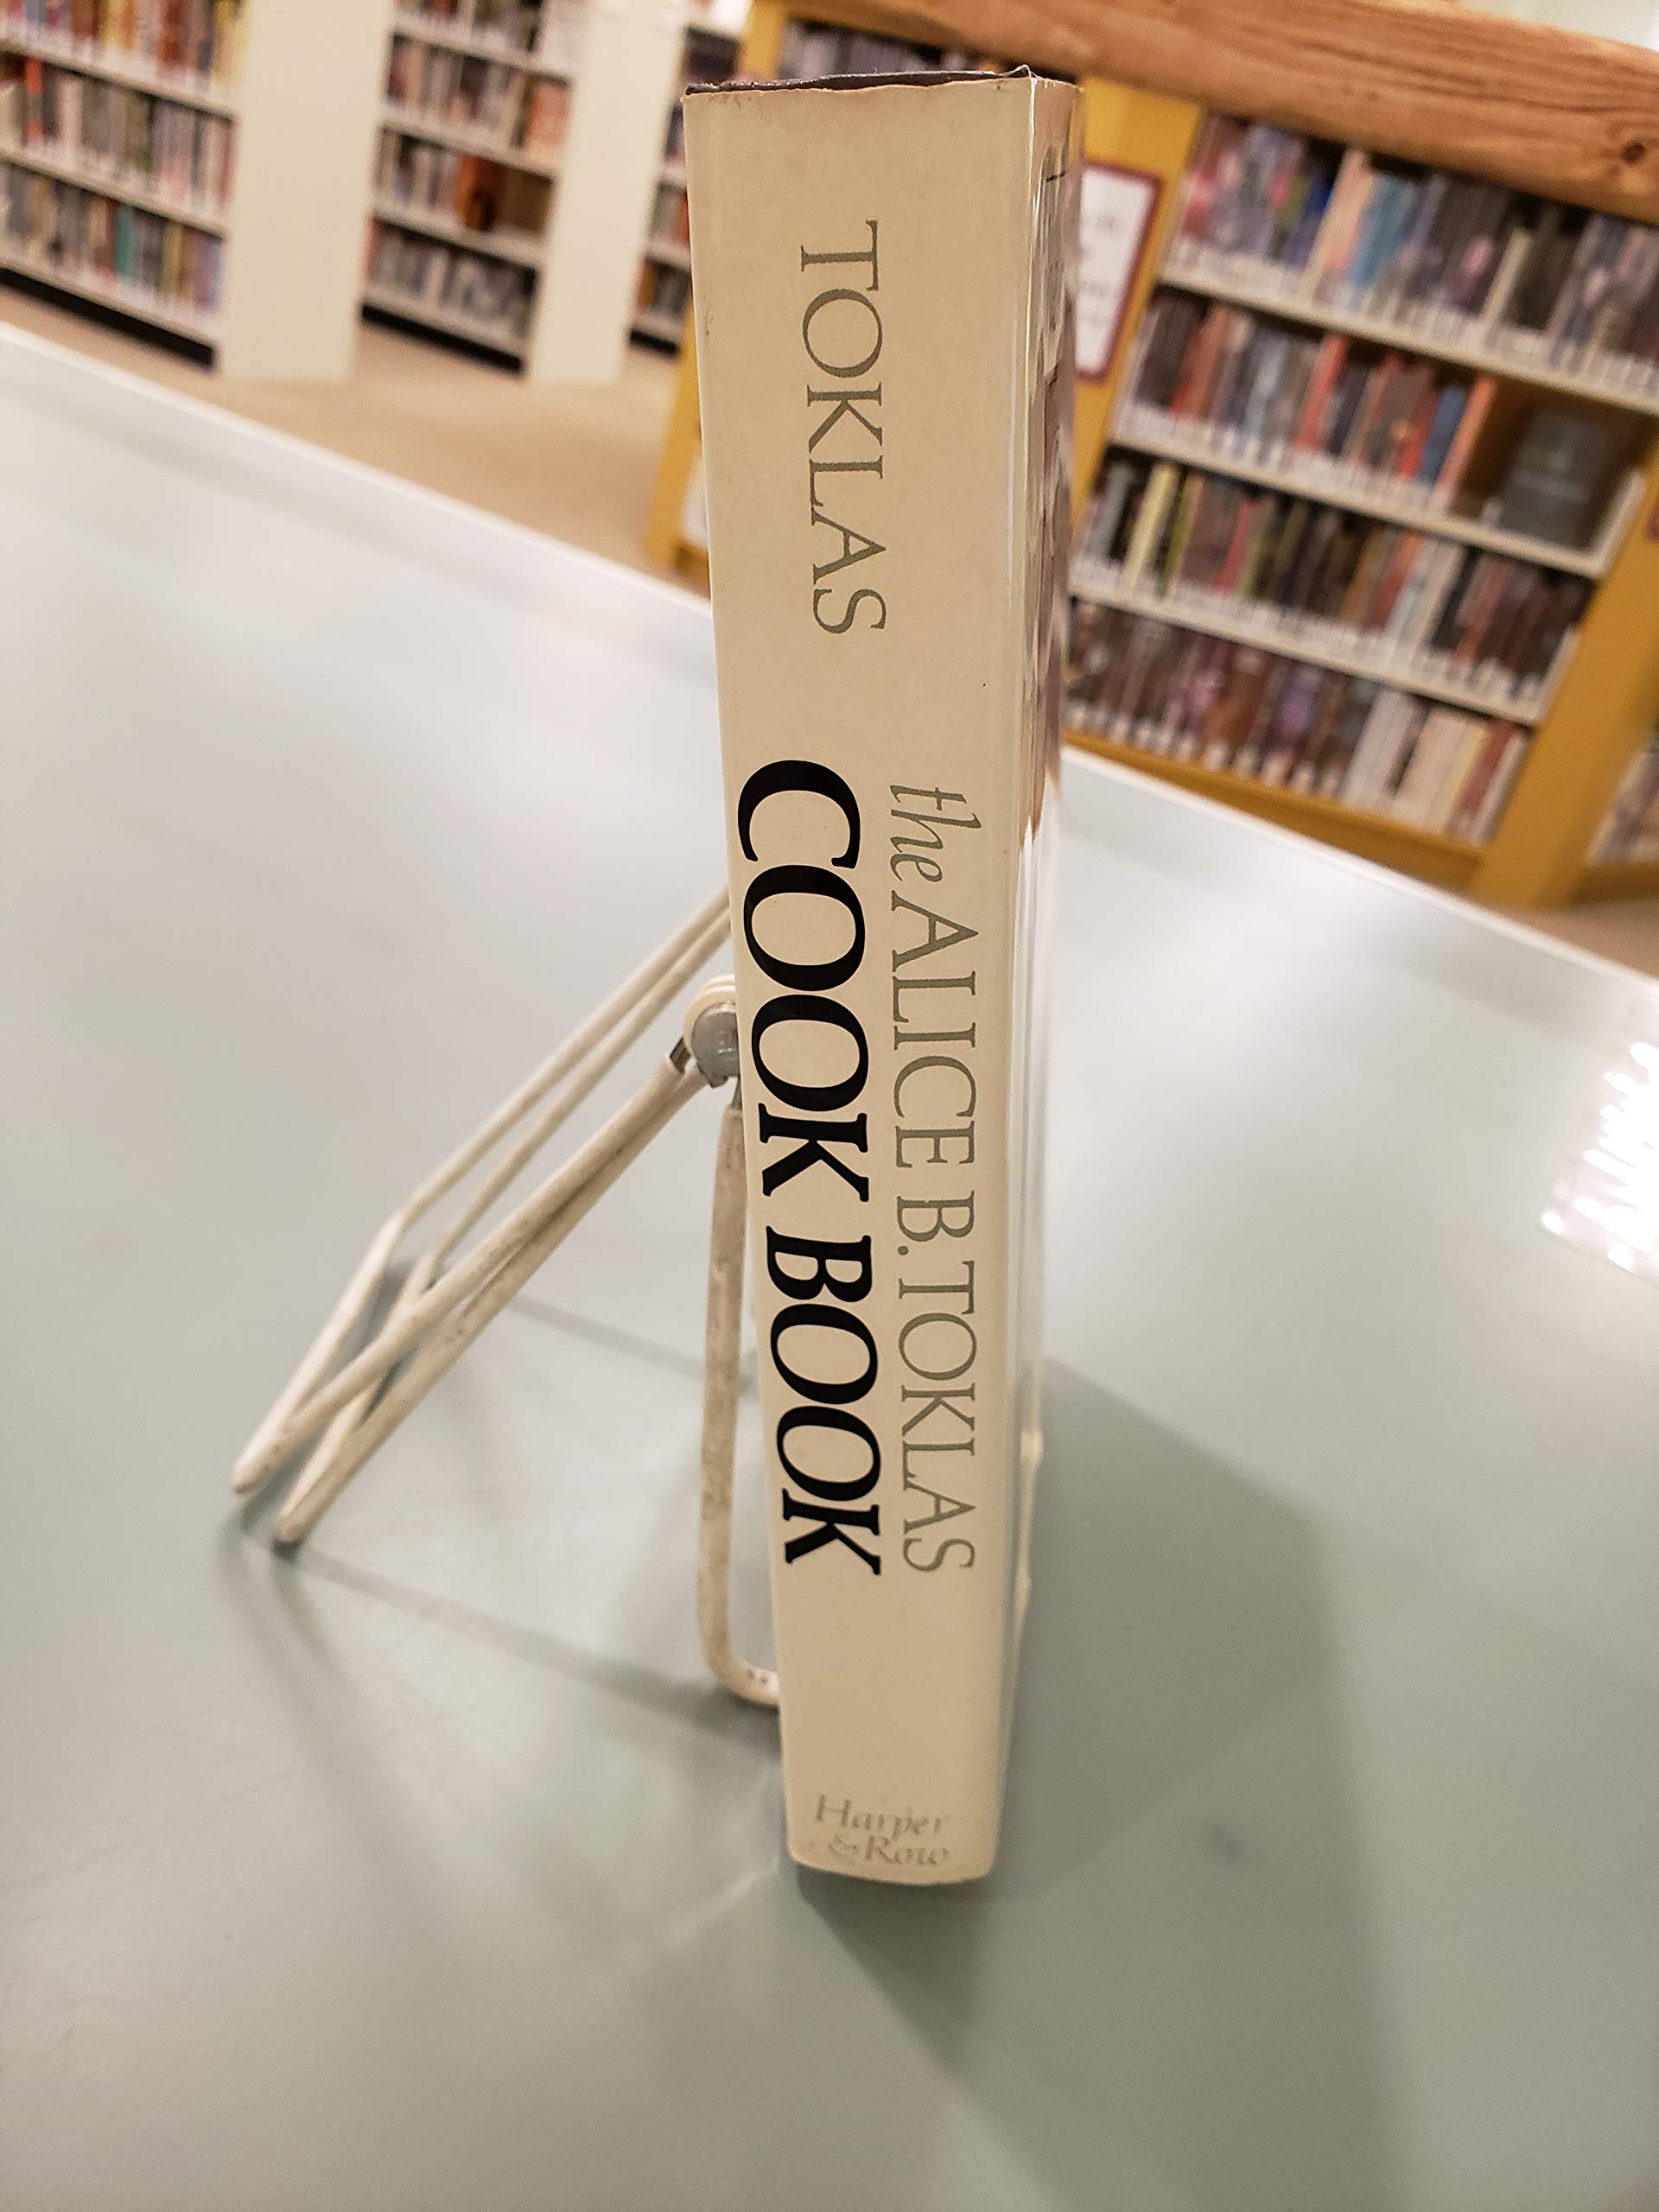 TOKLAS
the ALICE B. TOKLAS
COOK BOOK
Harper
& Row